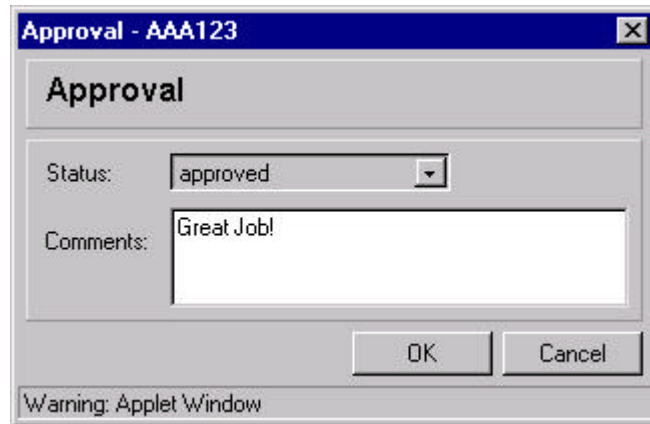 Approval - AAA123
Approval
Status: approved
Comments: Great Job!
OK Cancel
Warning: Applet Window